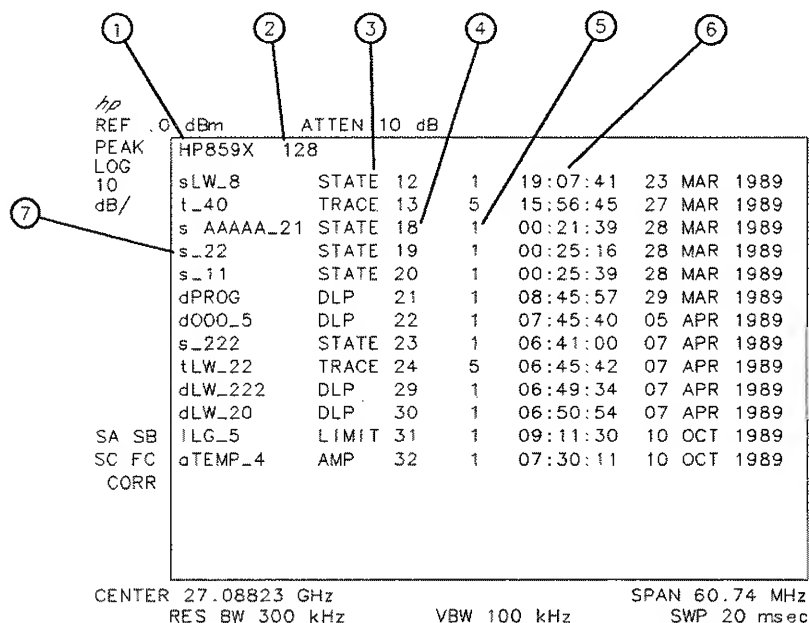 1 2 3 4 5 6
hp
REF .0 dBm ATTEN 10 dB
PEAK
LOG
10
dB/
HP859X 128
sLW_8 STATE 12 1 19:07:41 23 MAR 1989
t_40 TRACE 13 5 15:56:45 27 MAR 1989
s AAAAA_21 STATE 18 1 00:21:39 28 MAR 1989
7
s_22 STATE 19 1 00:25:16 28 MAR 1989
s_11 STATE 20 1 00:25:39 28 MAR 1989
dPROG DLP 21 1 08:45:57 29 MAR 1989
dOOO_5 DLP 22 1 07:45:40 05 APR 1989
s_222 STATE 23 1 06:41:00 07 APR 1989
tLW_22 TRACE 24 5 06:45:42 07 APR 1989
dLW_222 DLP 29 1 06:49:34 07 APR 1989
dLW_20 DLP 30 1 06:50:54 07 APR 1989
lLG_5 LIMIT 31 1 09:11:30 10 OCT 1989
aTEMP_4 AMP 32 1 07:30:11 10 OCT 1989
SA SB
SC FC
CORR
CENTER 27.08823 GHz SPAN 60.74 MHz
RES BW 300 kHz VBW 100 kHz SWP 20 msec